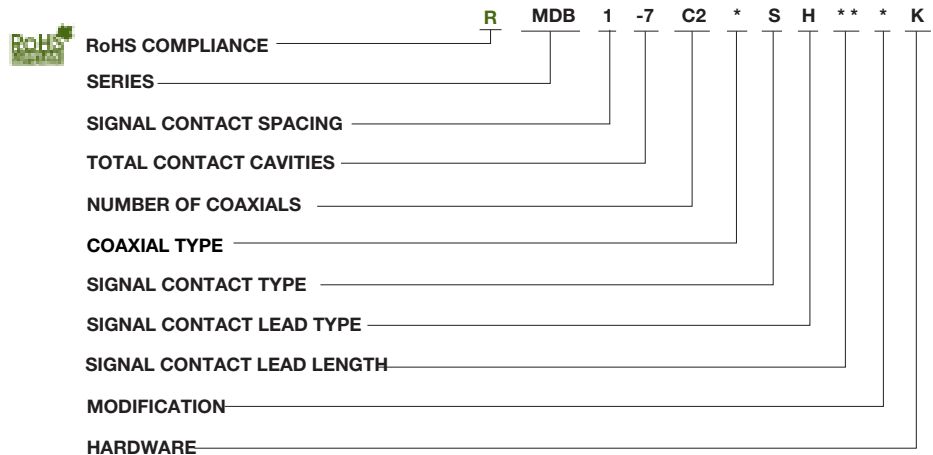 R MDB 1 -7 C2 * S H ** * K
RoHS
RoHS COMPLIANCE
SERIES
SIGNAL CONTACT SPACING
TOTAL CONTACT CAVITIES
NUMBER OF COAXIALS
COAXIAL TYPE
SIGNAL CONTACT TYPE
SIGNAL CONTACT LEAD TYPE
SIGNAL CONTACT LEAD LENGTH
MODIFICATION
HARDWARE